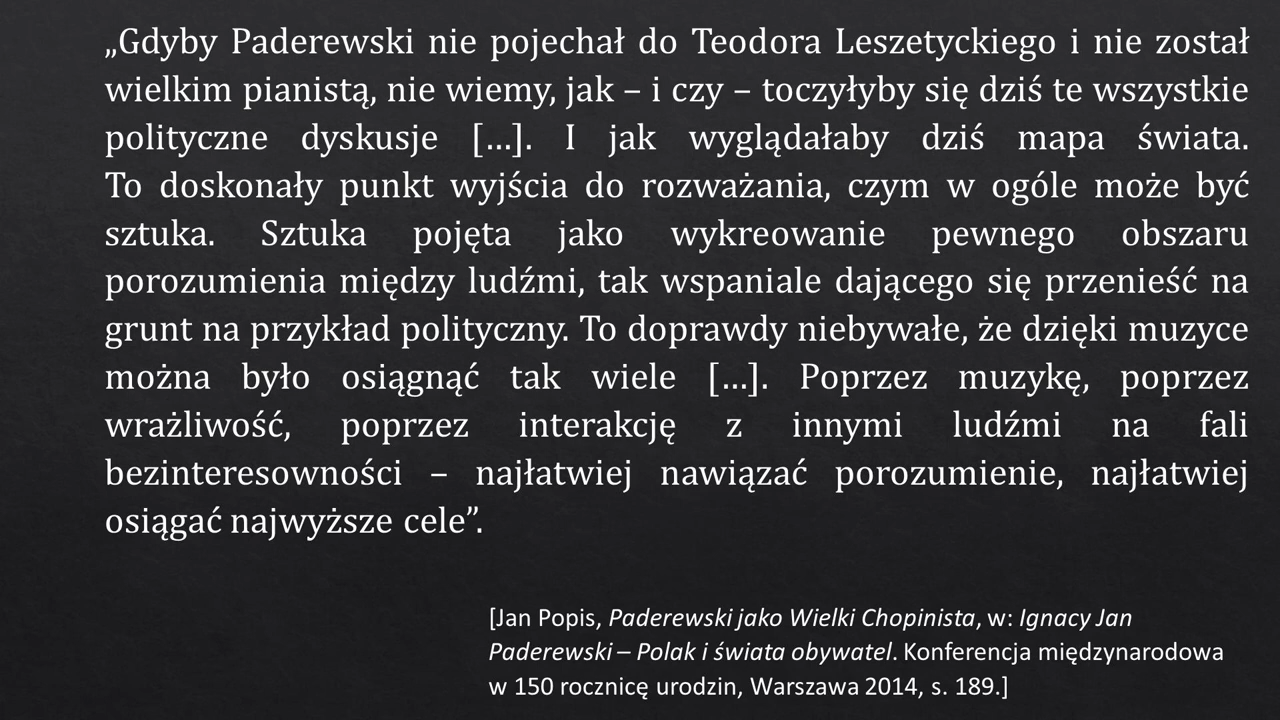 „Gdyby Paderewski nie pojechał do Teodora Leszetyckiego i nie został
wielkim pianistą, nie wiemy, jak – i czy – toczyłyby się dziś te wszystkie
polityczne dyskusje [...]. I jak wyglądałaby dziś mapa świata.
To doskonały punkt wyjścia do rozważania, czym w ogóle może być
sztuka. Sztuka pojęta jako wykreowanie pewnego obszaru
porozumienia między ludźmi, tak wspaniale dającego się przenieść na
grunt na przykład polityczny. To doprawdy niebywałe, że dzięki muzyce
można było osiągnąć tak wiele [...]. Poprzez muzykę, poprzez
wrażliwość, poprzez interakcję z innymi ludźmi na fali
bezinteresowności – najłatwiej nawiązać porozumienie, najłatwiej
osiągać najwyższe cele”.
[Jan Popis, Paderewski jako Wielki Chopinista, w: Ignacy Jan
Paderewski – Polak i świata obywatel. Konferencja międzynarodowa
w 150 rocznicę urodzin, Warszawa 2014, s. 189.]